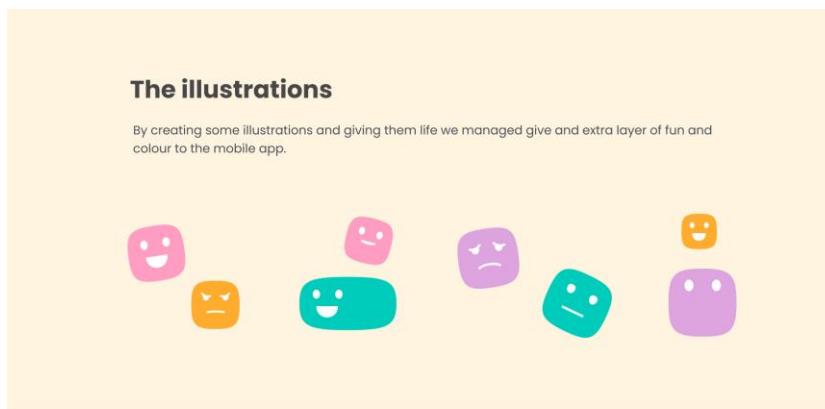 The illustrations
By creating some illustrations and giving them life we managed give and extra layer of fun and
colour to the mobile app.